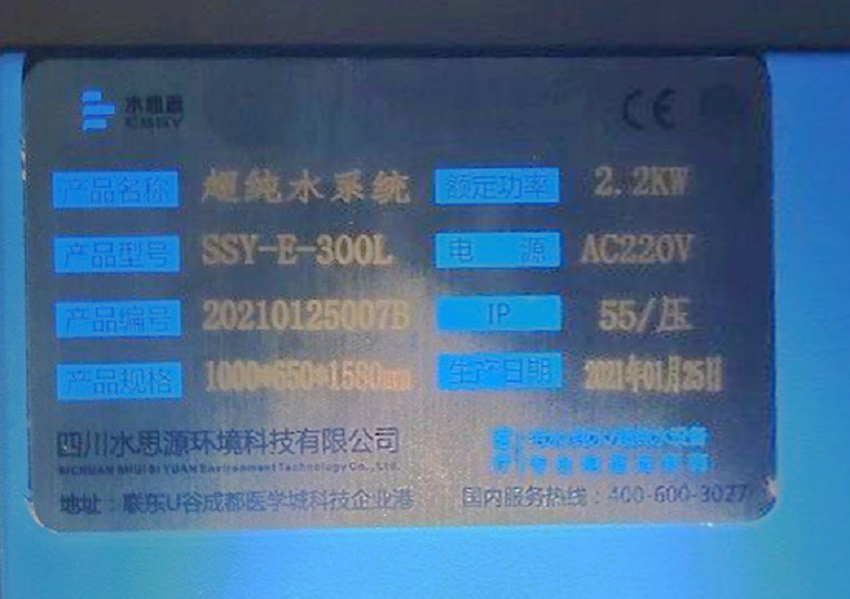 水思源
CE
产品名称 超纯水系统 额定功率 2.2KW
产品型号 SSY-E-300L 电 源 AC220V
产品编号 20210125007B IP 55/压
产品规格 1000*650*1580mm 生产日期 2021年01月25日
四川水思源环境科技有限公司
SICHUAN SHUI SI YUAN Environment Technology Co., Ltd.
地址：联东U谷成都医学城科技企业港 国内服务热线：400-600-3027